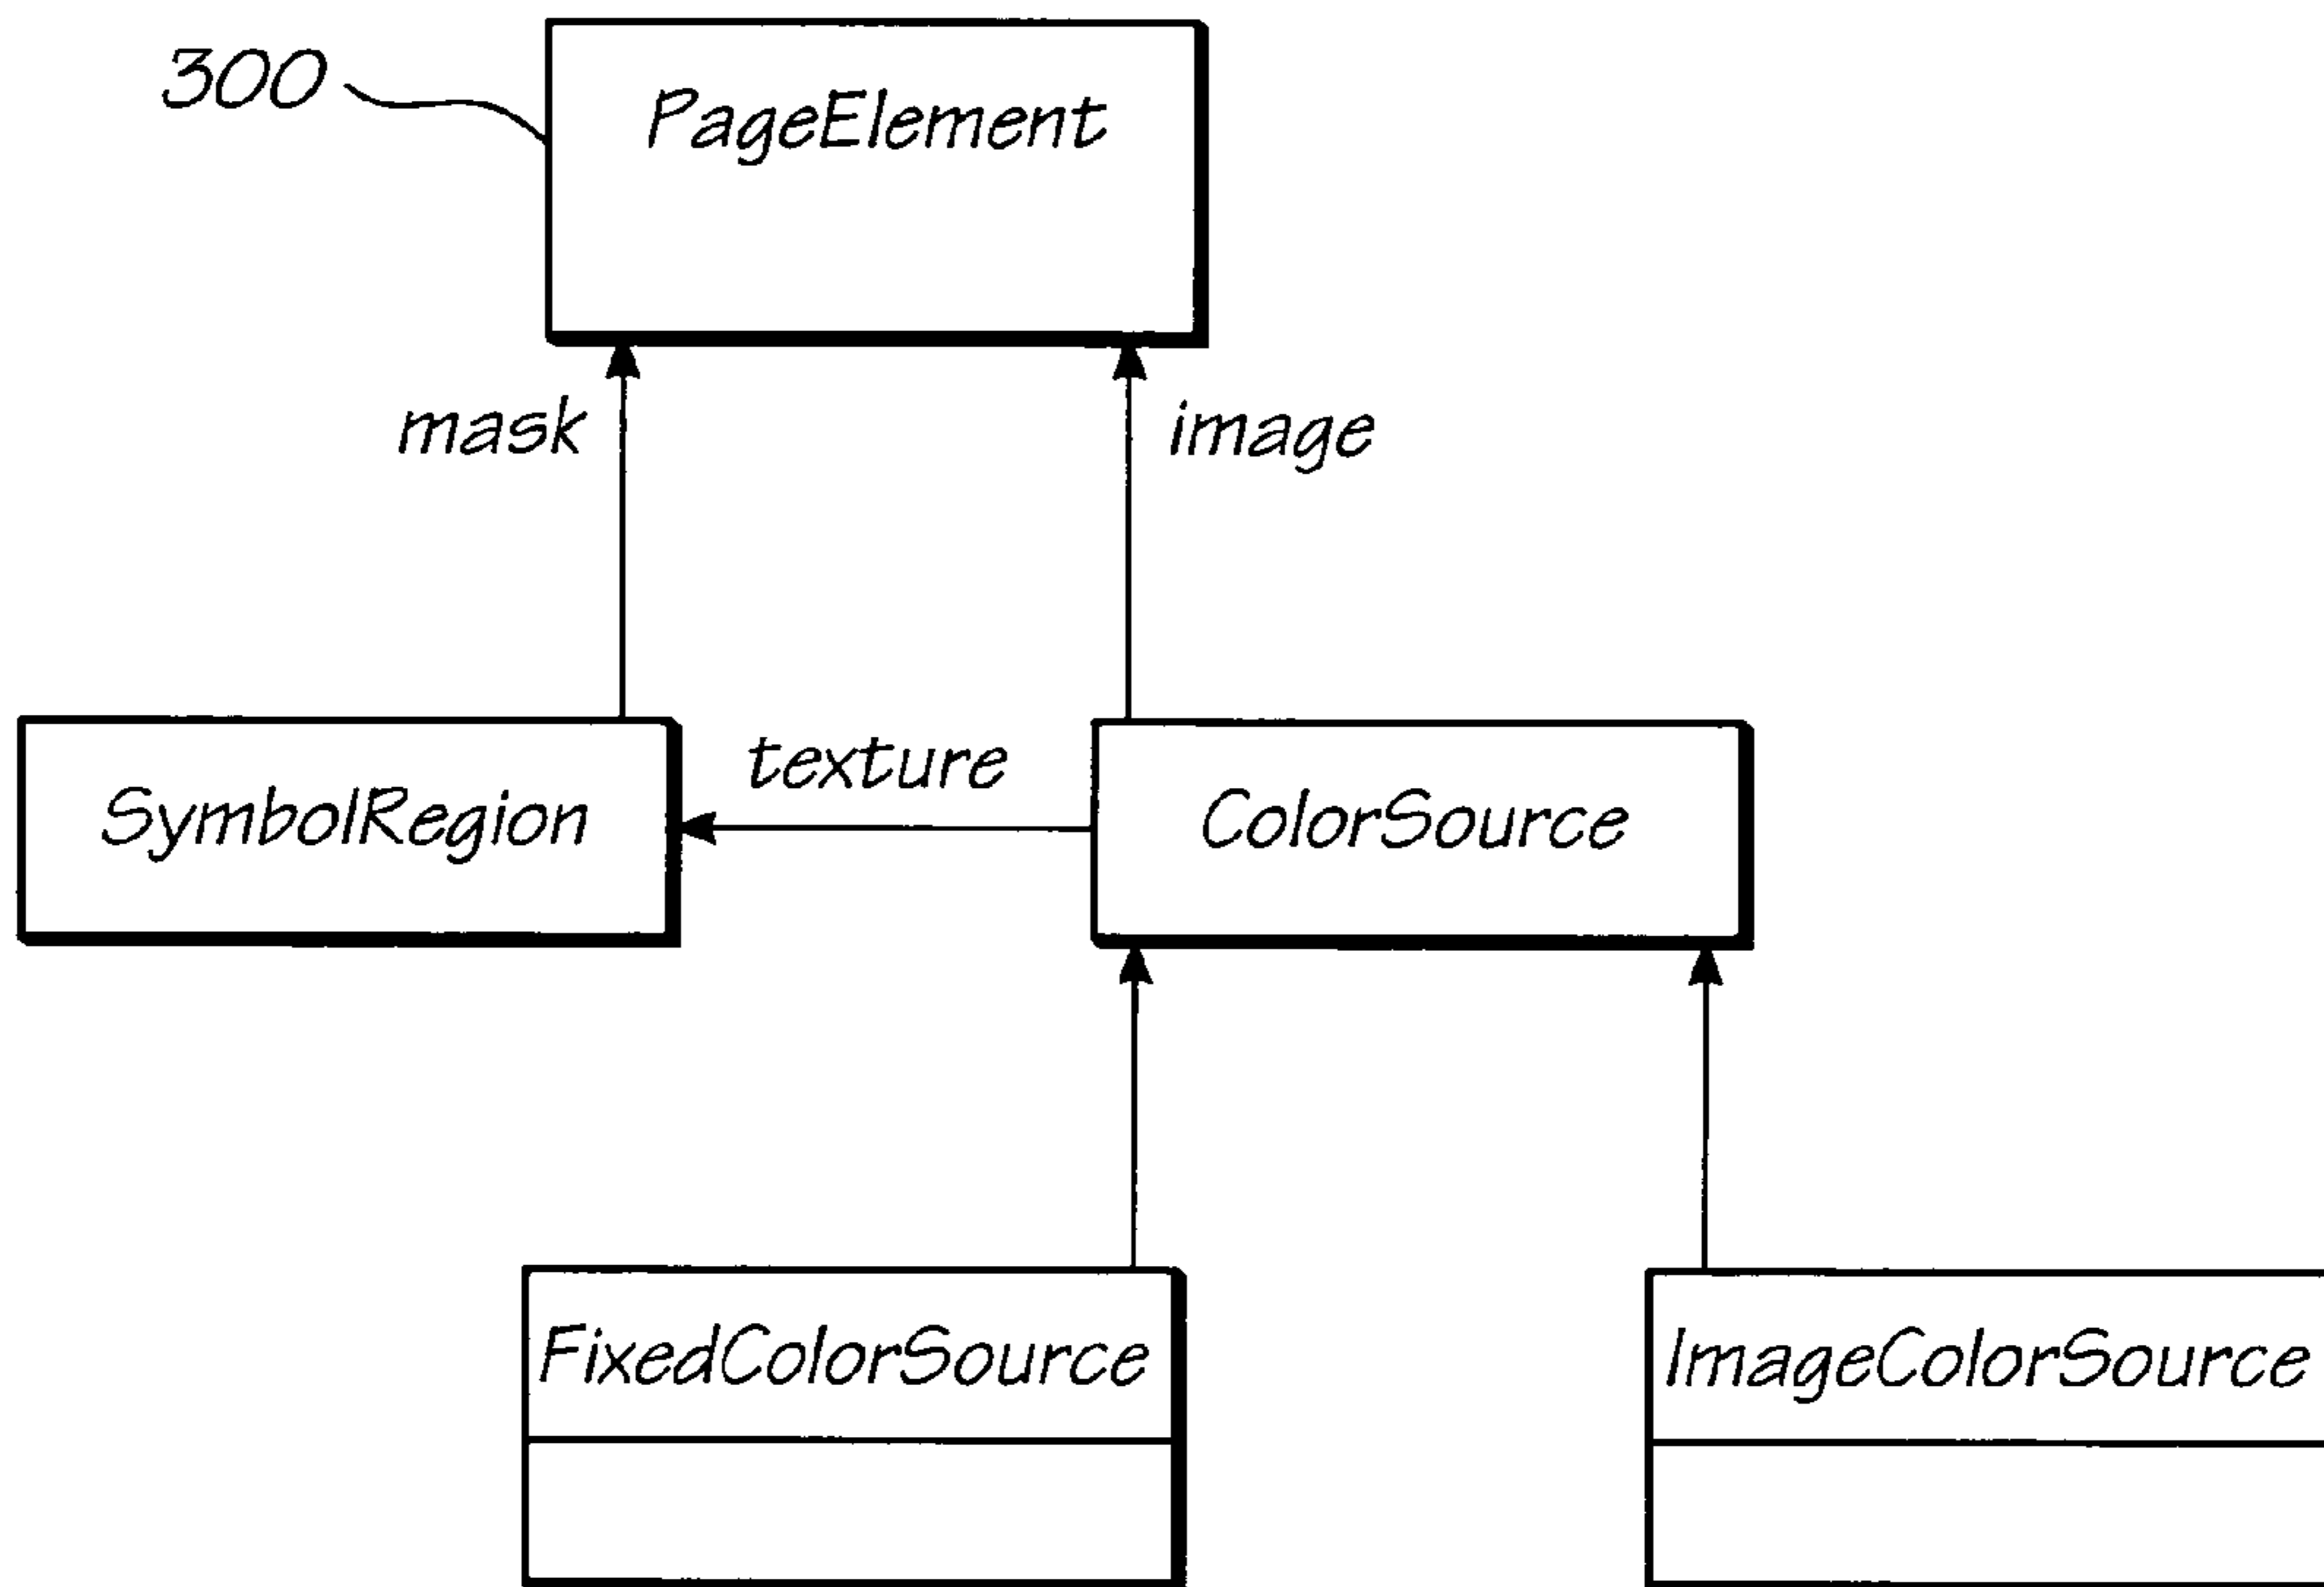 300
PageElement
mask
image
SymbolRegion
texture
ColorSource
FixedColorSource
ImageColorSource